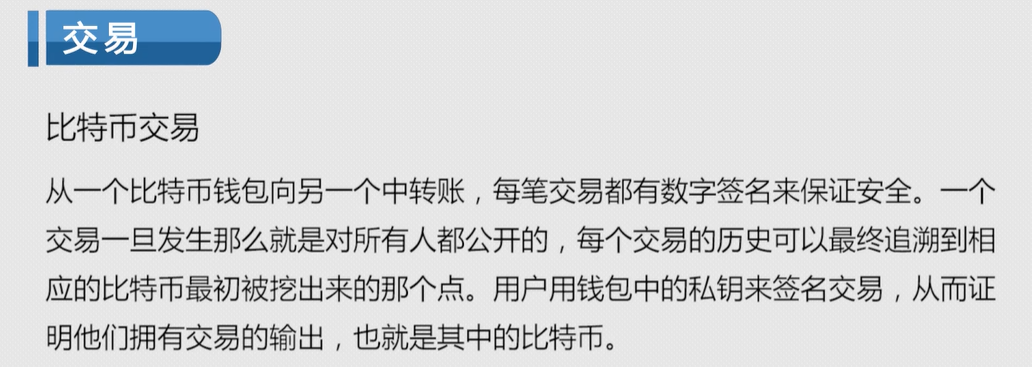 交易
比特币交易
从一个比特币钱包向另一个中转账，每笔交易都有数字签名来保证安全。一个
交易一旦发生那么就是对所有人都公开的，每个交易的历史可以最终追溯到相
应的比特币最初被挖出来的那个点。用户用钱包中的私钥来签名交易，从而证
明他们拥有交易的输出，也就是其中的比特币。